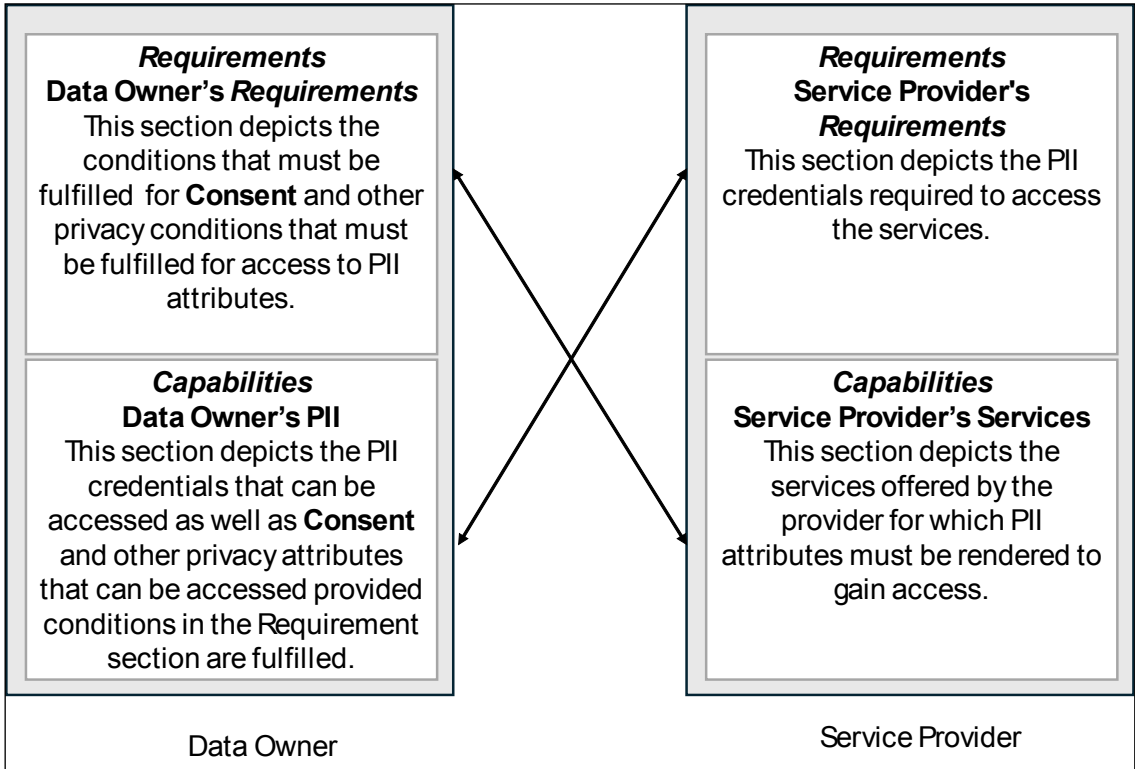 Requirements
Data Owner's Requirements
This section depicts the
conditions that must be
fulfilled for Consent and other
privacy conditions that must
be fulfilled for access to PII
attributes.
Capabilities
Data Owner's PII
This section depicts the PII
credentials that can be
accessed as well as Consent
and other privacy attributes
that can be accessed provided
conditions in the Requirement
section are fulfilled.
Data Owner
Requirements
Service Provider's
Requirements
This section depicts the PII
credentials required to access
the services.
Capabilities
Service Provider's Services
This section depicts the
services offered by the
provider for which PII
attributes must be rendered to
gain access.
Service Provider